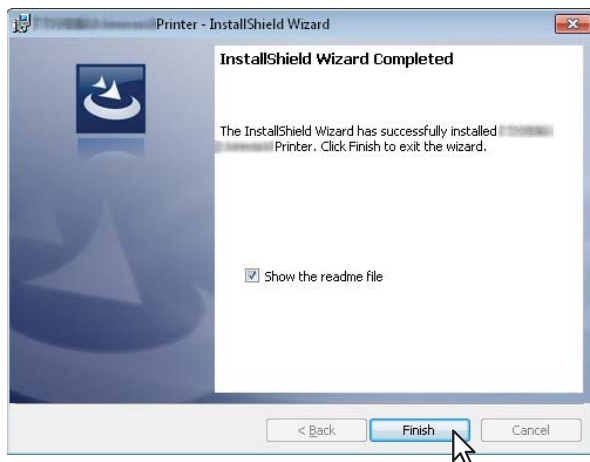 Printer - InstallShield Wizard
InstallShield Wizard Completed
The InstallShield Wizard has successfully installed
Printer. Click Finish to exit the wizard.
Show the readme file
< Back
Finish
Cancel